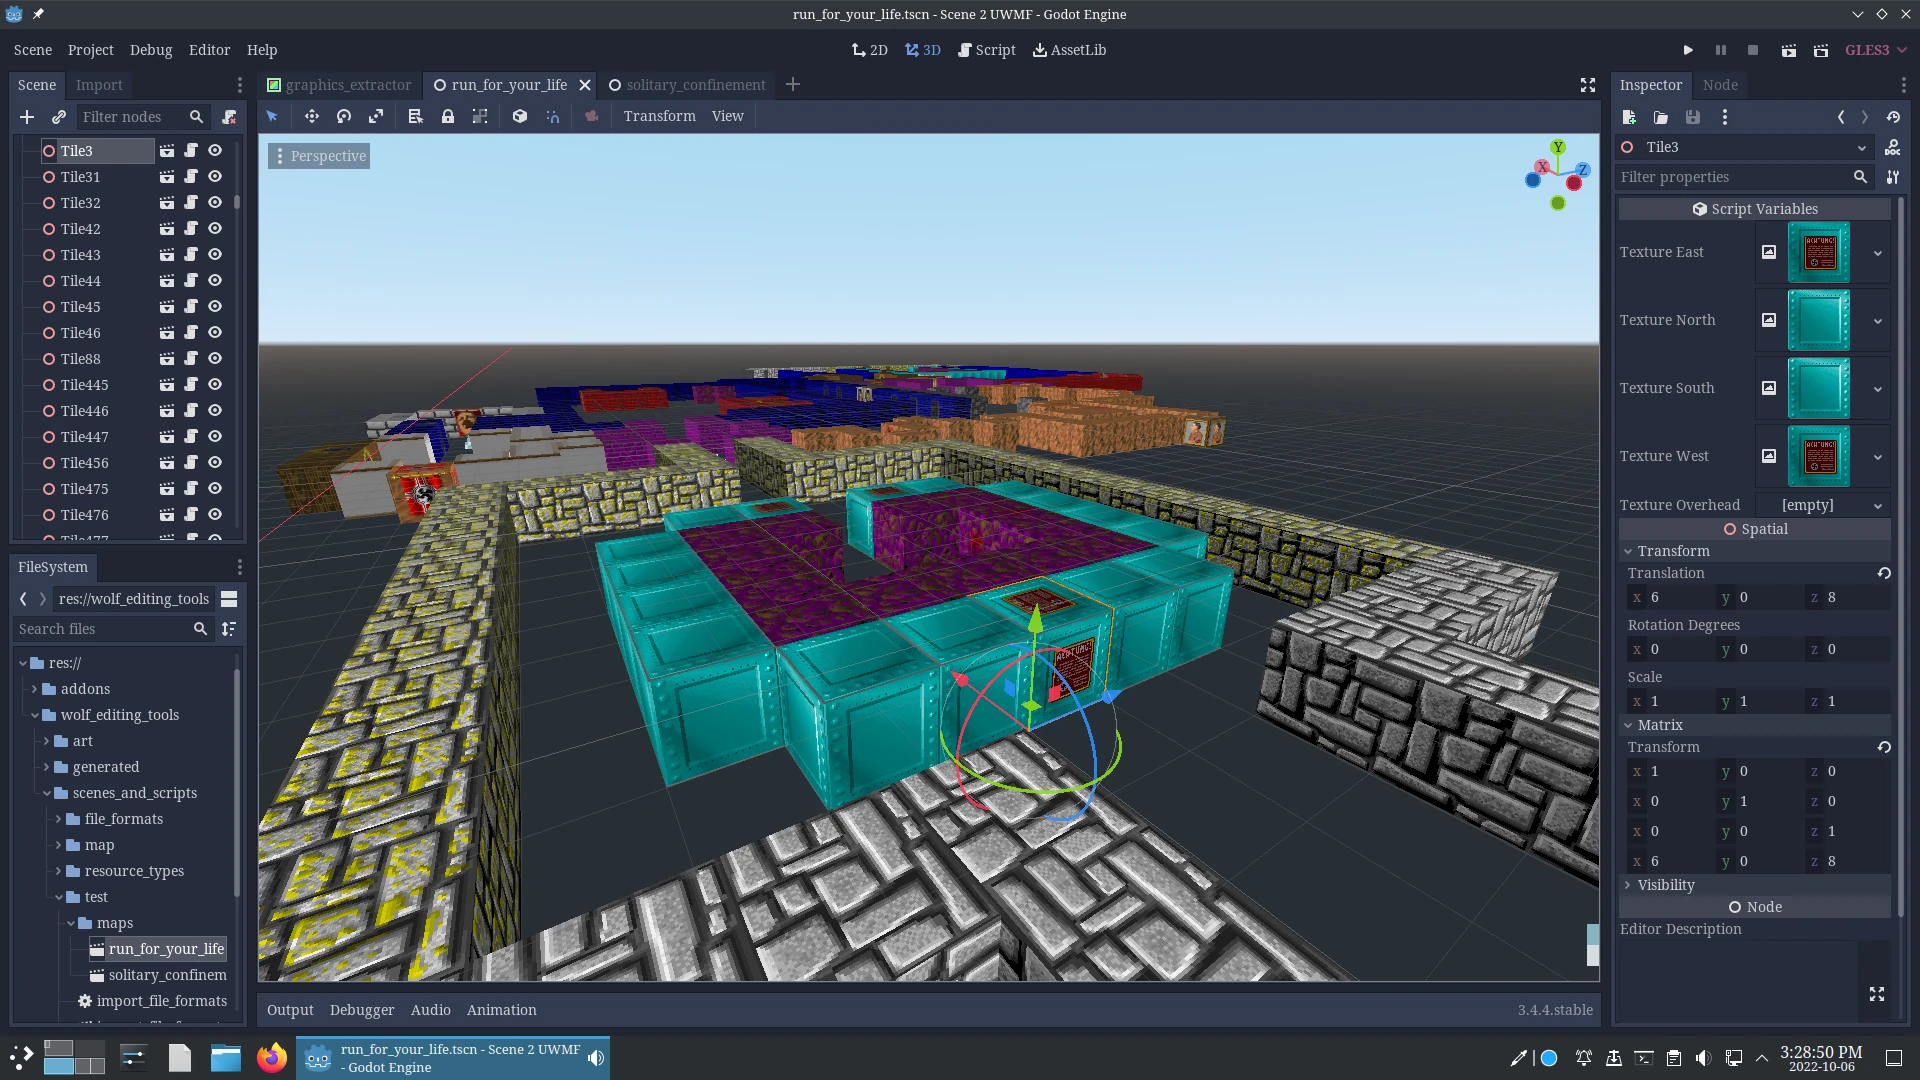 run_for_your_life.tscn - Scene 2 UWMF - Godot Engine
Scene Project Debug Editor Help
2D 3D Script AssetLib
GLES3
Scene Import
graphics_extractor run_for_your_life solitary_confinement
Inspector Node
Filter nodes
Transform View
Perspective
Y
X Z
Tile3
Tile31
Tile32
Tile42
Tile43
Tile44
Tile45
Tile46
Tile88
Tile445
Tile446
Tile447
Tile456
Tile475
Tile476
Tile477
FileSystem
res://wolf_editing_tools
Search files
res://
addons
wolf_editing_tools
art
generated
scenes_and_scripts
file_formats
map
resource_types
test
maps
run_for_your_life
solitary_confinem
import_file_formats
ACHTUNG!
Output Debugger Audio Animation
3.4.4.stable
Tile3
Filter properties
Script Variables
Texture East
ACHTUNG!
Texture North
Texture South
Texture West
ACHTUNG!
Texture Overhead [empty]
Spatial
Transform
Translation
x 6 y 0 z 8
Rotation Degrees
x 0 y 0 z 0
Scale
x 1 y 1 z 1
Matrix
Transform
x 1 y 0 z 0
x 0 y 1 z 0
x 0 y 0 z 1
x 6 y 0 z 8
Visibility
Node
Editor Description
run_for_your_life.tscn - Scene 2 UWMF
- Godot Engine
3:28:50 PM
2022-10-06